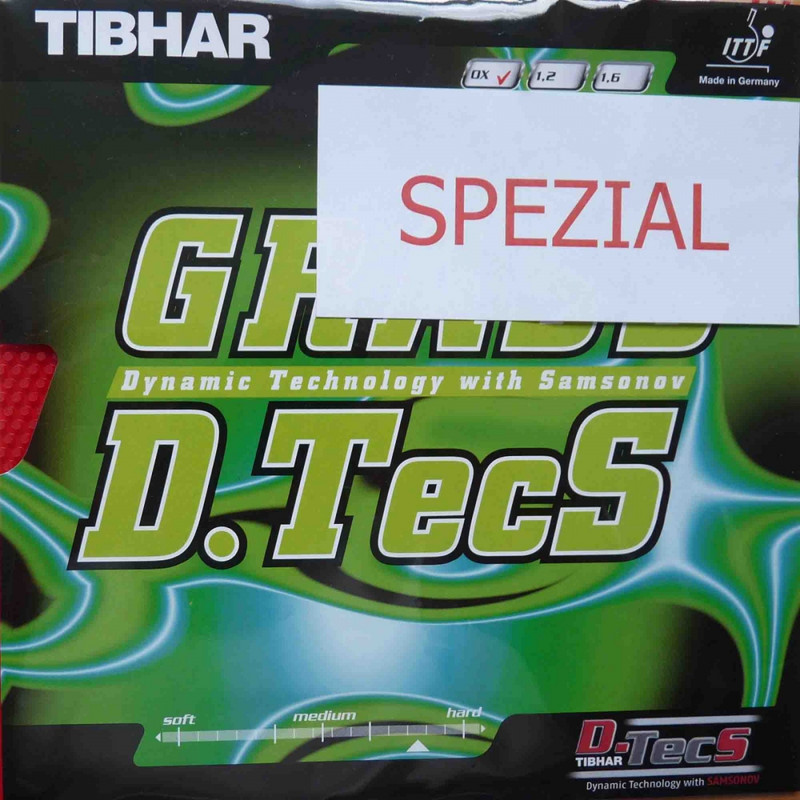 TIBHAR
ITTF
Made in Germany
OX ✓ 1,2 1,6
SPEZIAL
Dynamic Technology with Samsonov
D.TecS
soft medium hard
D.TecS
TIBHAR
Dynamic Technology with SAMSONOV